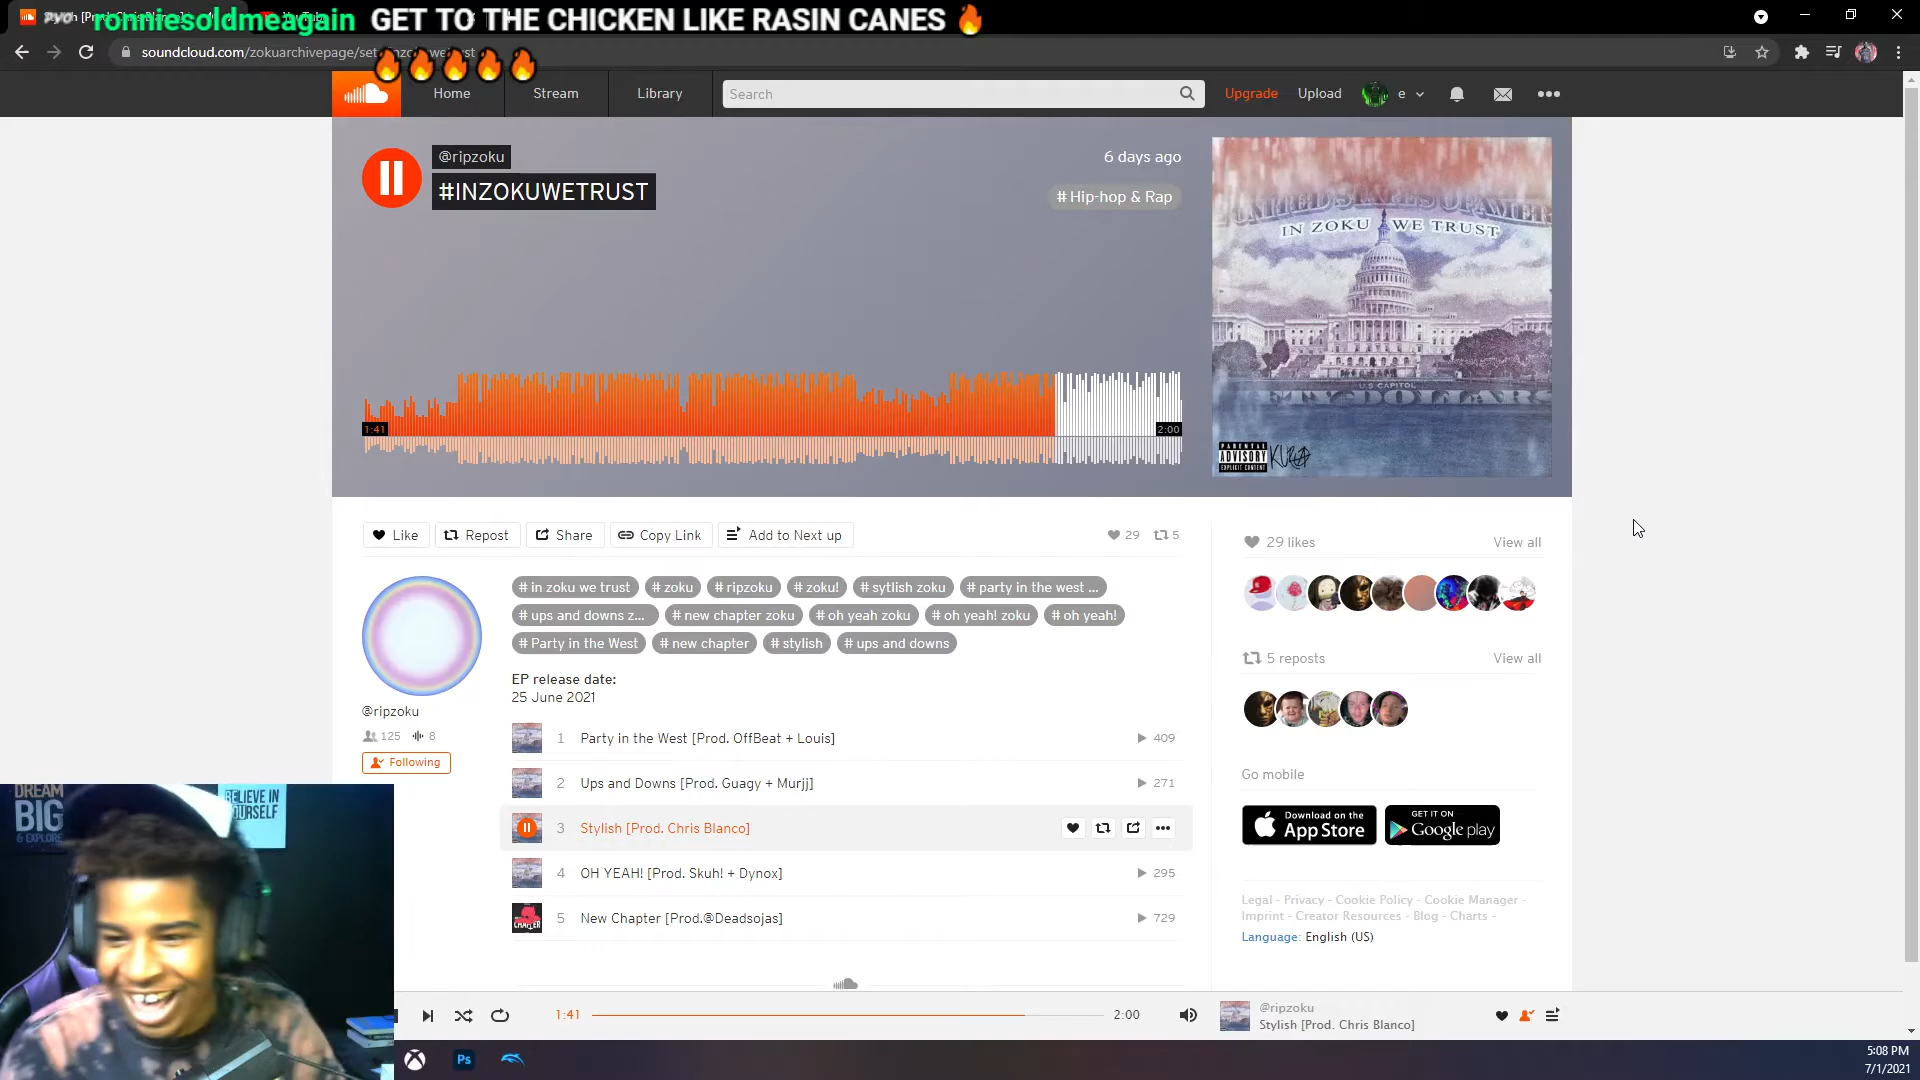 ronniesoldmeagain GET TO THE CHICKEN LIKE RASIN CANES 🔥
🔥🔥🔥🔥🔥
soundcloud.com/zokuarchivepage/set
Home
Stream
Library
Search
Upgrade
Upload
e
@ripzoku
6 days ago
#INZOKUWETRUST
# Hip-hop & Rap
IN ZOKU WE TRUST
U.S CAPITOL
PARENTAL
ADVISORY
EXPLICIT CONTENT
1:41
2:00
Like
Repost
Share
Copy Link
Add to Next up
29
5
29 likes
View all
# in zoku we trust
# zoku
# ripzoku
# zoku!
# sytlish zoku
# party in the west ...
# ups and downs z...
# new chapter zoku
# oh yeah zoku
# oh yeah! zoku
# oh yeah!
# Party in the West
# new chapter
# stylish
# ups and downs
5 reposts
View all
EP release date:
25 June 2021
@ripzoku
125
8
Following
1 Party in the West [Prod. OffBeat + Louis] 409
2 Ups and Downs [Prod. Guagy + Murjj] 271
3 Stylish [Prod. Chris Blanco]
4 OH YEAH! [Prod. Skuh! + Dynox] 295
5 New Chapter [Prod.@Deadsojas] 729
Go mobile
Download on the
App Store
GET IT ON
Google play
Legal - Privacy - Cookie Policy - Cookie Manager -
Imprint - Creator Resources - Blog - Charts -
Language: English (US)
DREAM
BIG
& EXPLORE
BELIEVE IN
YOURSELF
1:41
2:00
@ripzoku
Stylish [Prod. Chris Blanco]
Ps
5:08 PM
7/1/2021